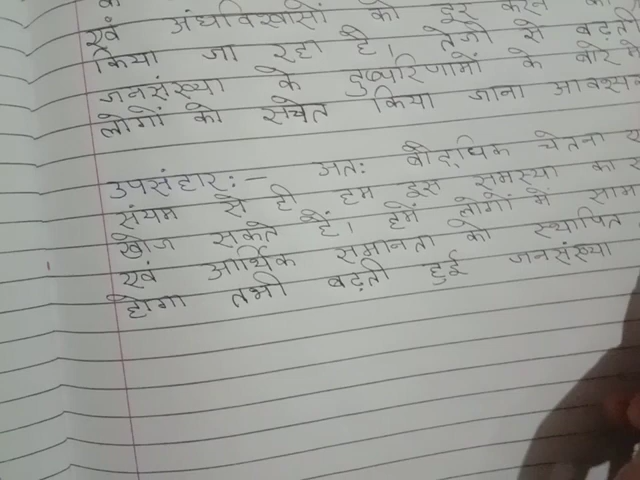 एवं अंधविश्वासों को दूर करने का
किया जा रहा है। तेजी से बढ़ती
जनसंख्या के दुष्परिणामों के बारे में
लोगों को सचेत किया जाना आवश्यक
उपसंहार:- अतः बौद्धिक चेतना
संयम से ही हम इस समस्या का
खोज सकते हैं। हमें लोगों में
एवं आर्थिक समानता को स्थापित
होगा तभी बढ़ती हुई जनसंख्या